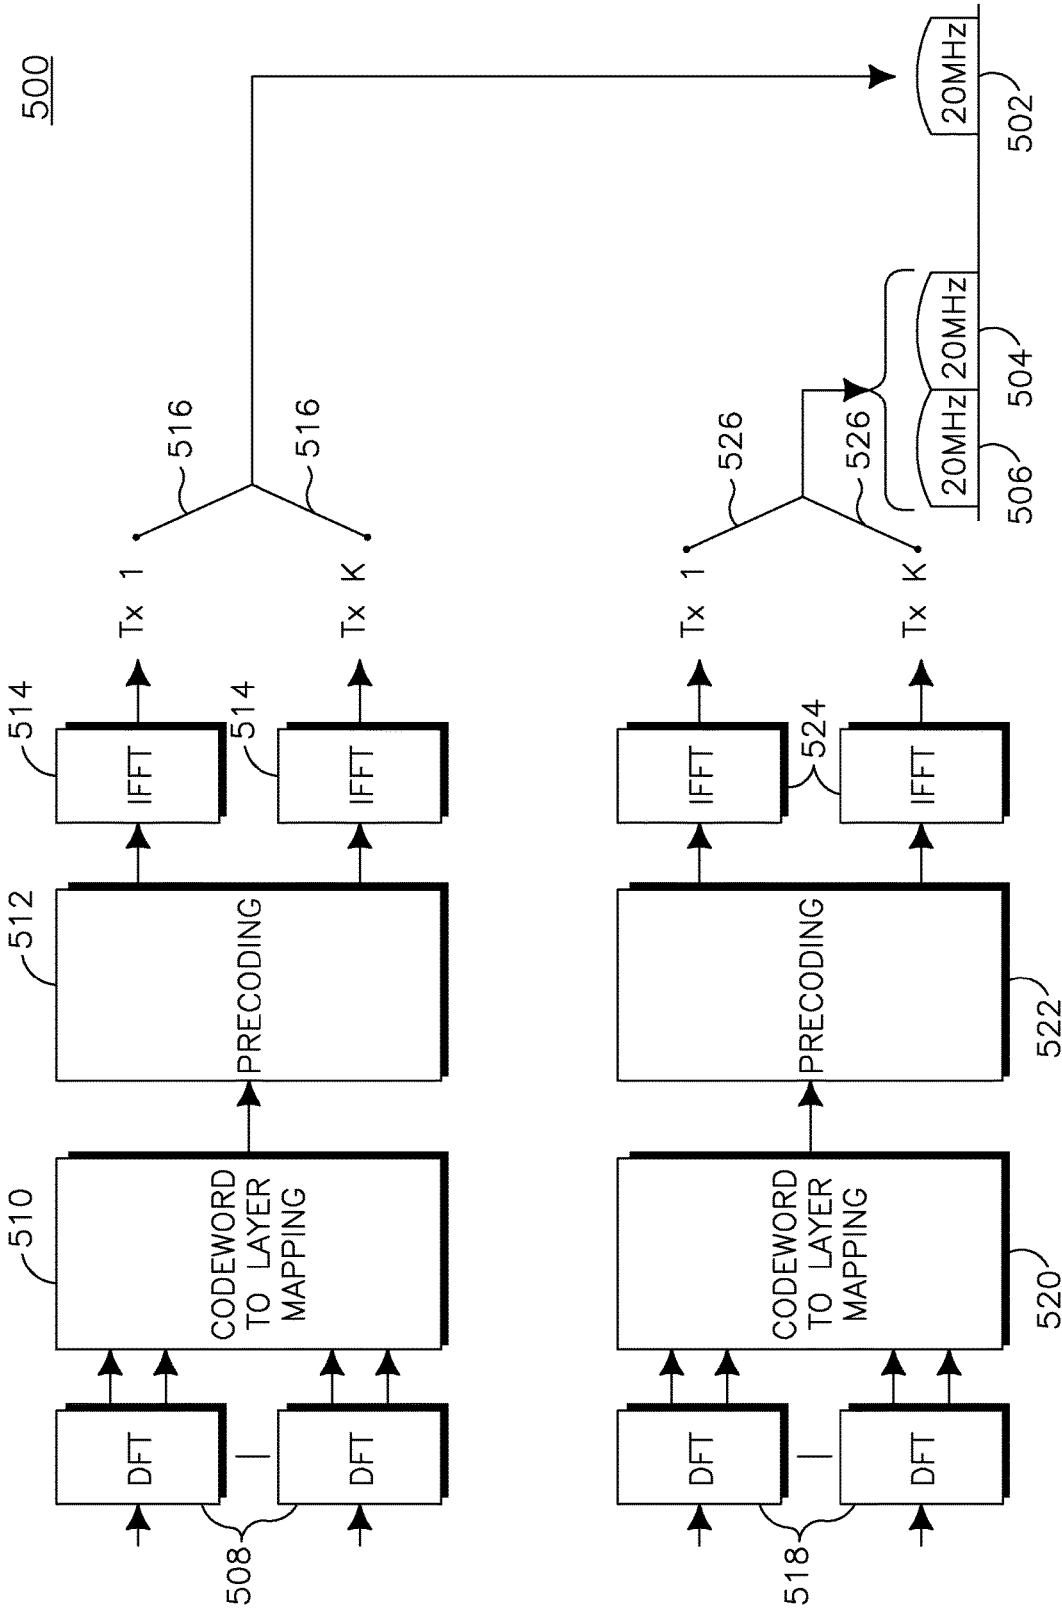 500
514
512
510
IFFT
PRECODING
CODEWORD
TO LAYER
MAPPING
DFT
508
Tx 1
516
514
IFFT
Tx K
516
DFT
518
DFT
CODEWORD
TO LAYER
MAPPING
PRECODING
IFFT
Tx 1
526
524
DFT
IFFT
Tx K
526
520
522
20MHz
20MHz
20MHz
506
504
502